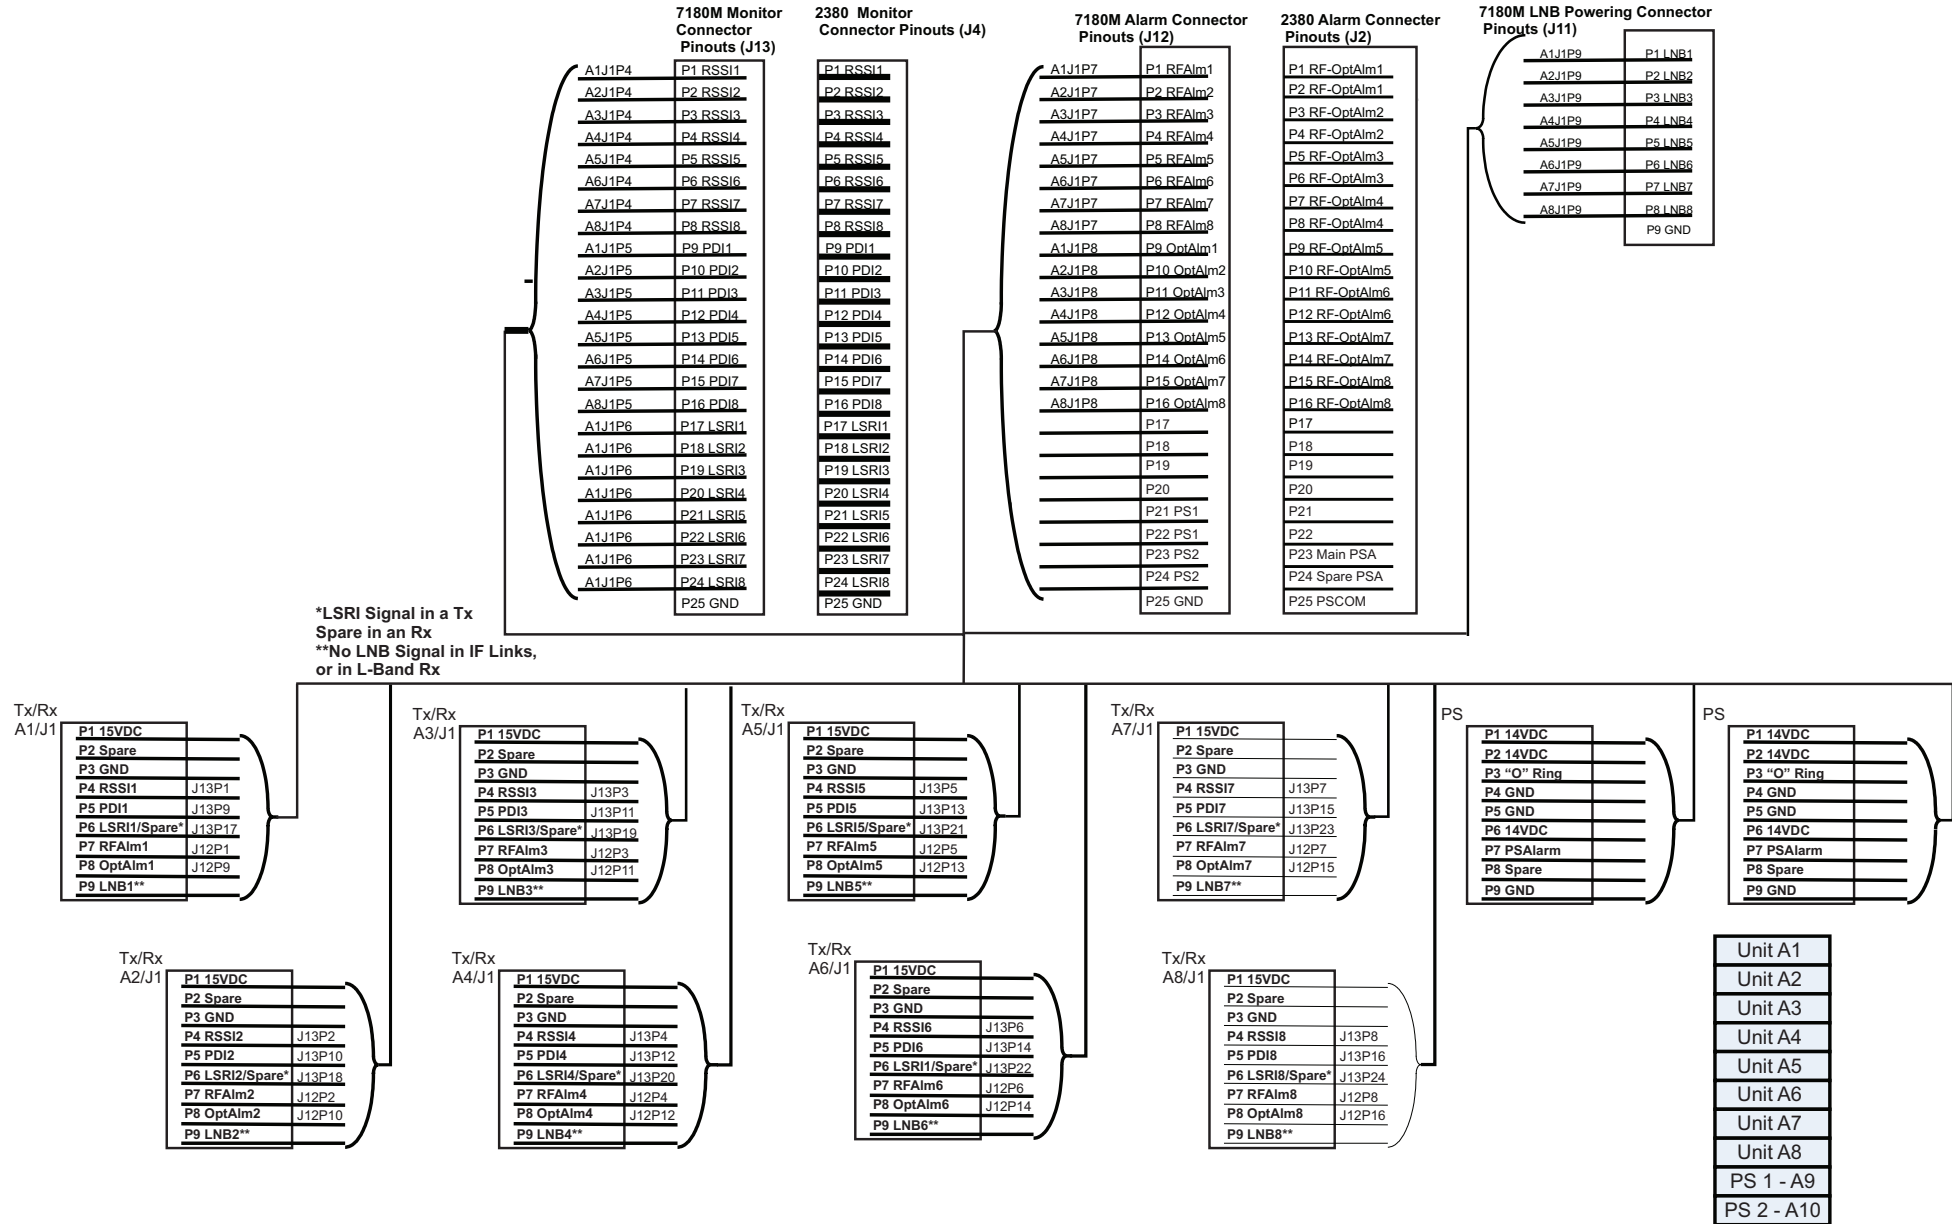 7180M Monitor
Connector
Pinouts (J13)
A1J1P4 P1 RSSI1
A2J1P4 P2 RSSI2
A3J1P4 P3 RSSI3
A4J1P4 P4 RSSI4
A5J1P4 P5 RSSI5
A6J1P4 P6 RSSI6
A7J1P4 P7 RSSI7
A8J1P4 P8 RSSI8
A1J1P5 P9 PDI1
A2J1P5 P10 PDI2
A3J1P5 P11 PDI3
A4J1P5 P12 PDI4
A5J1P5 P13 PDI5
A6J1P5 P14 PDI6
A7J1P5 P15 PDI7
A8J1P5 P16 PDI8
A1J1P6 P17 LSRI1
A1J1P6 P18 LSRI2
A1J1P6 P19 LSRI3
A1J1P6 P20 LSRI4
A1J1P6 P21 LSRI5
A1J1P6 P22 LSRI6
A1J1P6 P23 LSRI7
A1J1P6 P24 LSRI8
P25 GND
2380 Monitor
Connector Pinouts (J4)
P1 RSSI1
P2 RSSI2
P3 RSSI3
P4 RSSI4
P5 RSSI5
P6 RSSI6
P7 RSSI7
P8 RSSI8
P9 PDI1
P10 PDI2
P11 PDI3
P12 PDI4
P13 PDI5
P14 PDI6
P15 PDI7
P16 PDI8
P17 LSRI1
P18 LSRI2
P19 LSRI3
P20 LSRI4
P21 LSRI5
P22 LSRI6
P23 LSRI7
P24 LSRI8
P25 GND
7180M Alarm Connector
Pinouts (J12)
A1J1P7 P1 RFAlm1
A2J1P7 P2 RFAlm2
A3J1P7 P3 RFAlm3
A4J1P7 P4 RFAlm4
A5J1P7 P5 RFAlm5
A6J1P7 P6 RFAlm6
A7J1P7 P7 RFAlm7
A8J1P7 P8 RFAlm8
A1J1P8 P9 OptAlm1
A2J1P8 P10 OptAlm2
A3J1P8 P11 OptAlm3
A4J1P8 P12 OptAlm4
A5J1P8 P13 OptAlm5
A6J1P8 P14 OptAlm6
A7J1P8 P15 OptAlm7
A8J1P8 P16 OptAlm8
P17
P18
P19
P20
P21 PS1
P22 PS1
P23 PS2
P24 PS2
P25 GND
2380 Alarm Connecter
Pinouts (J2)
P1 RF-OptAlm1
P2 RF-OptAlm1
P3 RF-OptAlm2
P4 RF-OptAlm2
P5 RF-OptAlm3
P6 RF-OptAlm3
P7 RF-OptAlm4
P8 RF-OptAlm4
P9 RF-OptAlm5
P10 RF-OptAlm5
P11 RF-OptAlm6
P12 RF-OptAlm6
P13 RF-OptAlm7
P14 RF-OptAlm7
P15 RF-OptAlm8
P16 RF-OptAlm8
P17
P18
P19
P20
P21
P22
P23 Main PSA
P24 Spare PSA
P25 PSCOM
7180M LNB Powering Connector
Pinouts (J11)
A1J1P9 P1 LNB1
A2J1P9 P2 LNB2
A3J1P9 P3 LNB3
A4J1P9 P4 LNB4
A5J1P9 P5 LNB5
A6J1P9 P6 LNB6
A7J1P9 P7 LNB7
A8J1P9 P8 LNB8
P9 GND
*LSRI Signal in a Tx
Spare in an Rx
**No LNB Signal in IF Links,
or in L-Band Rx
Tx/Rx
A1/J1
P1 15VDC
P2 Spare
P3 GND
P4 RSSI1 J13P1
P5 PDI1 J13P9
P6 LSRI1/Spare* J13P17
P7 RFAlm1 J12P1
P8 OptAlm1 J12P9
P9 LNB1**
Tx/Rx
A3/J1
P1 15VDC
P2 Spare
P3 GND
P4 RSSI3 J13P3
P5 PDI3 J13P11
P6 LSRI3/Spare* J13P19
P7 RFAlm3 J12P3
P8 OptAlm3 J12P11
P9 LNB3**
Tx/Rx
A5/J1
P1 15VDC
P2 Spare
P3 GND
P4 RSSI5 J13P5
P5 PDI5 J13P13
P6 LSRI5/Spare* J13P21
P7 RFAlm5 J12P5
P8 OptAlm5 J12P13
P9 LNB5**
Tx/Rx
A7/J1
P1 15VDC
P2 Spare
P3 GND
P4 RSSI7 J13P7
P5 PDI7 J13P15
P6 LSRI7/Spare* J13P23
P7 RFAlm7 J12P7
P8 OptAlm7 J12P15
P9 LNB7**
PS
P1 14VDC
P2 14VDC
P3 “O” Ring
P4 GND
P5 GND
P6 14VDC
P7 PSAlarm
P8 Spare
P9 GND
PS
P1 14VDC
P2 14VDC
P3 “O” Ring
P4 GND
P5 GND
P6 14VDC
P7 PSAlarm
P8 Spare
P9 GND
Tx/Rx
A2/J1
P1 15VDC
P2 Spare
P3 GND
P4 RSSI2 J13P2
P5 PDI2 J13P10
P6 LSRI2/Spare* J13P18
P7 RFAlm2 J12P2
P8 OptAlm2 J12P10
P9 LNB2**
Tx/Rx
A4/J1
P1 15VDC
P2 Spare
P3 GND
P4 RSSI4 J13P4
P5 PDI4 J13P12
P6 LSRI4/Spare* J13P20
P7 RFAlm4 J12P4
P8 OptAlm4 J12P12
P9 LNB4**
Tx/Rx
A6/J1
P1 15VDC
P2 Spare
P3 GND
P4 RSSI6 J13P6
P5 PDI6 J13P14
P6 LSRI1/Spare* J13P22
P7 RFAlm6 J12P6
P8 OptAlm6 J12P14
P9 LNB6**
Tx/Rx
A8/J1
P1 15VDC
P2 Spare
P3 GND
P4 RSSI8 J13P8
P5 PDI8 J13P16
P6 LSRI8/Spare* J13P24
P7 RFAlm8 J12P8
P8 OptAlm8 J12P16
P9 LNB8**
Unit A1
Unit A2
Unit A3
Unit A4
Unit A5
Unit A6
Unit A7
Unit A8
PS 1 - A9
PS 2 - A10